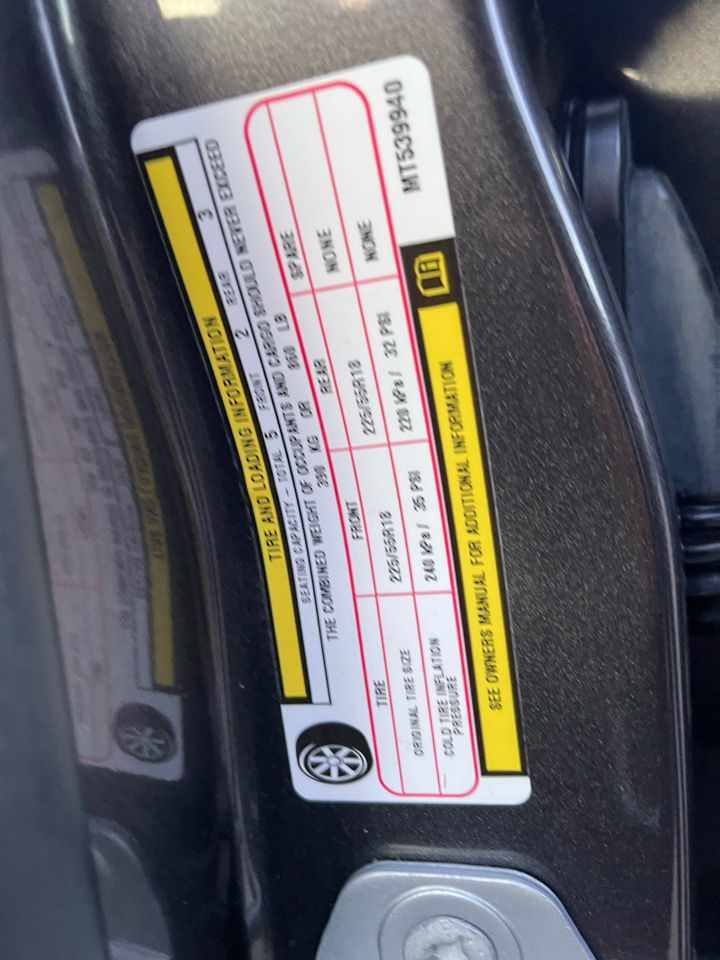 TIRE AND LOADING INFORMATION
SEATING CAPACITY - TOTAL 5 FRONT 2 REAR 3
THE COMBINED WEIGHT OF OCCUPANTS AND CARGO SHOULD NEVER EXCEED
390 KG OR 860 LB
TIRE FRONT REAR SPARE
ORIGINAL TIRE SIZE 225/55R18 225/55R18 NONE
COLD TIRE INFLATION PRESSURE 240 kPa / 35 PSI 220 kPa / 32 PSI NONE
SEE OWNERS MANUAL FOR ADDITIONAL INFORMATION
MT539940